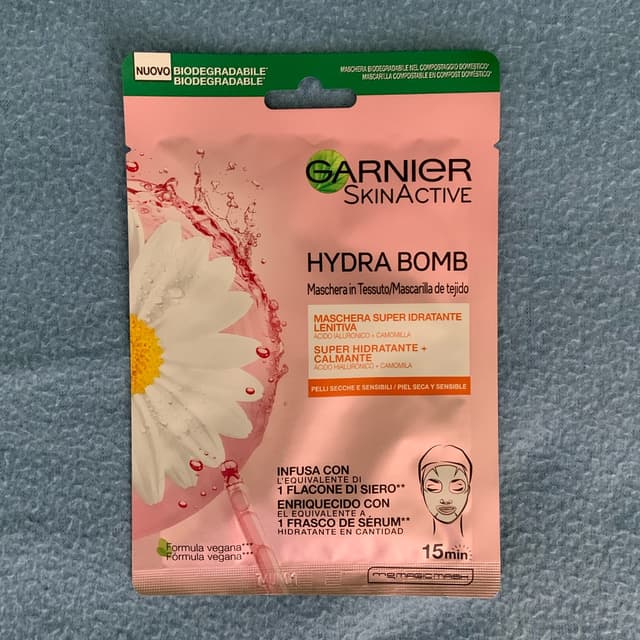 NUOVO BIODEGRADABILE*
BIODEGRADABLE*
MASCHERA BIODEGRADABILE NEL COMPOSTAGGIO DOMESTICO*
MASCARILLA COMPOSTABLE EN COMPOST DOMÉSTICO*
GARNIER
SKINACTIVE
HYDRA BOMB
Maschera in Tessuto/Mascarilla de tejido
MASCHERA SUPER IDRATANTE
LENITIVA
ACIDO IALURONICO + CAMOMILLA
SUPER HIDRATANTE +
CALMANTE
ÁCIDO HIALURÓNICO + CAMOMILA
PELLI SECCHE E SENSIBILI / PIEL SECA Y SENSIBLE
INFUSA CON
L'EQUIVALENTE DI
1 FLACONE DI SIERO**
ENRIQUECIDO CON
EL EQUIVALENTE A
1 FRASCO DE SÉRUM**
HIDRATANTE EN CANTIDAD
Formula vegana***
Fórmula vegana***
15min
MEMAGICMASK